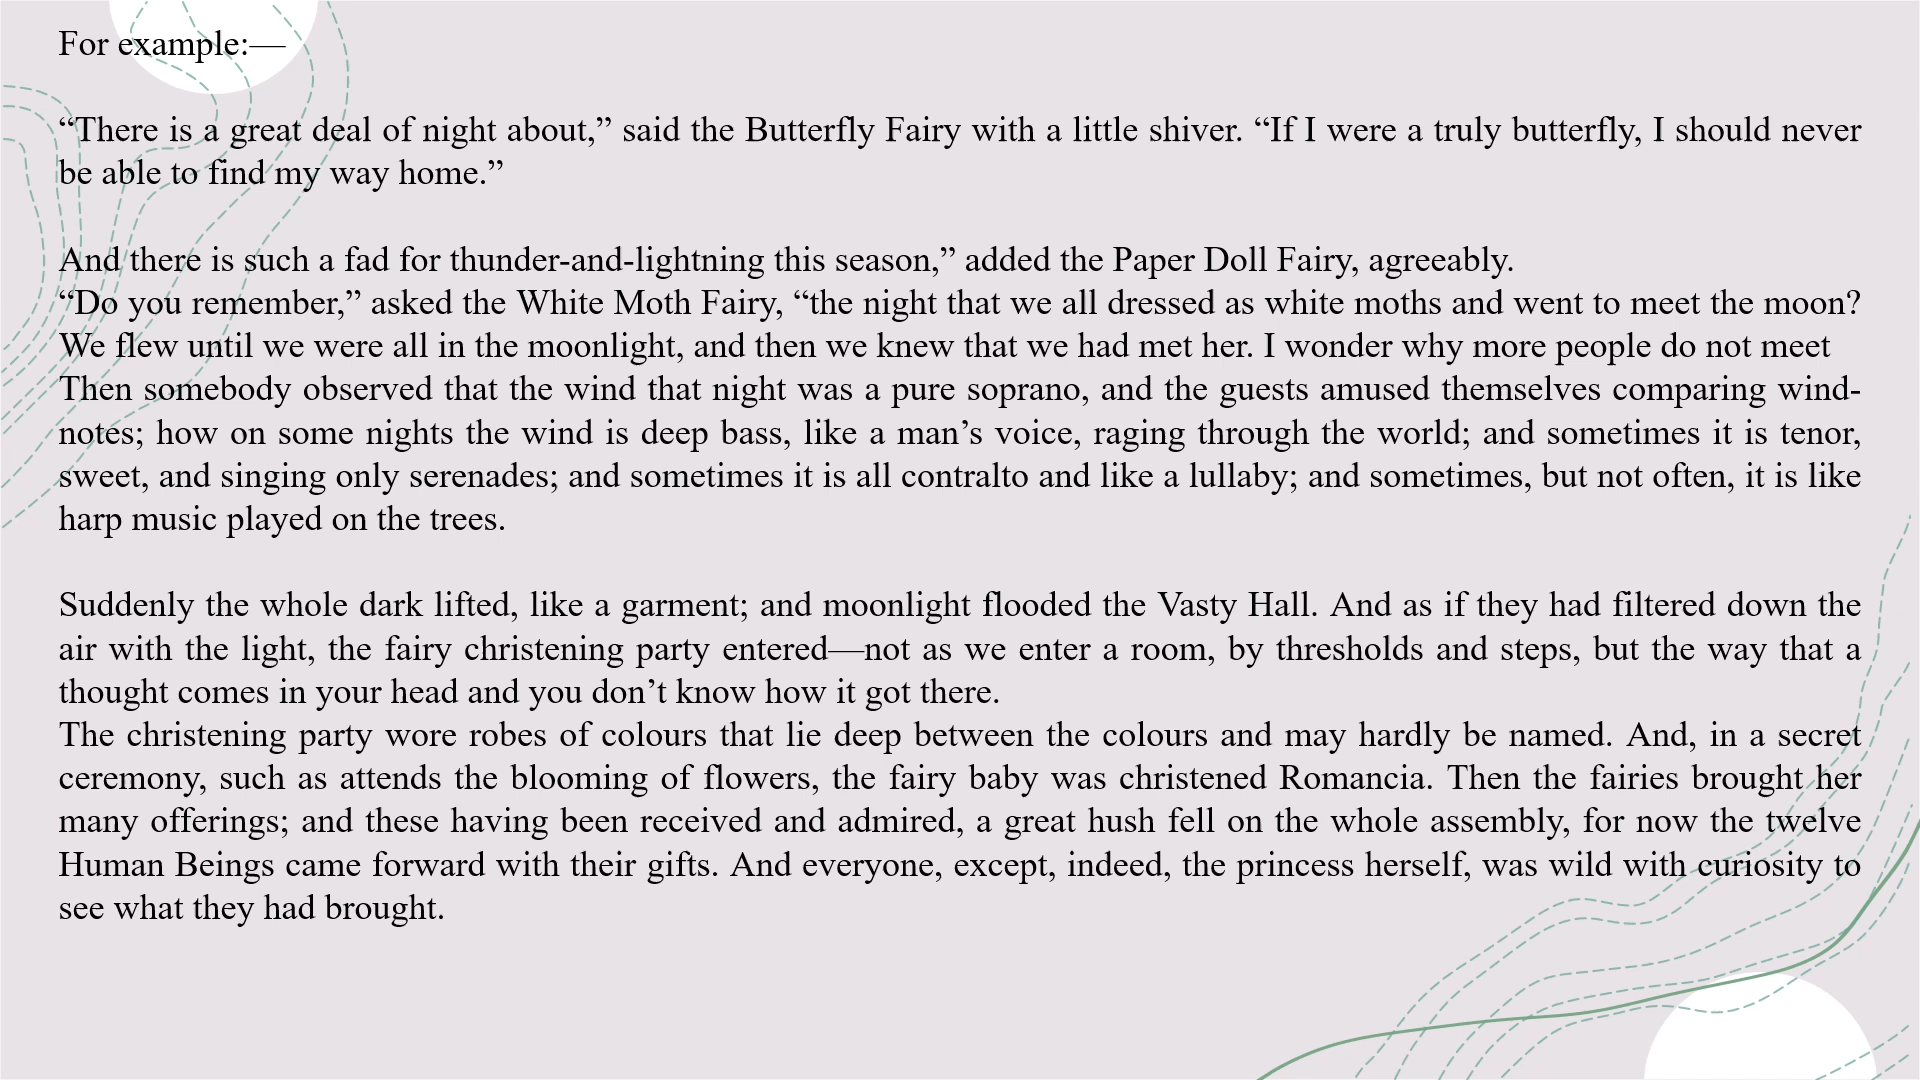 For example:—
“There is a great deal of night about,” said the Butterfly Fairy with a little shiver. “If I were a truly butterfly, I should never
be able to find my way home.”
And there is such a fad for thunder-and-lightning this season,” added the Paper Doll Fairy, agreeably.
“Do you remember,” asked the White Moth Fairy, “the night that we all dressed as white moths and went to meet the moon?
We flew until we were all in the moonlight, and then we knew that we had met her. I wonder why more people do not meet
Then somebody observed that the wind that night was a pure soprano, and the guests amused themselves comparing wind-
notes; how on some nights the wind is deep bass, like a man’s voice, raging through the world; and sometimes it is tenor,
sweet, and singing only serenades; and sometimes it is all contralto and like a lullaby; and sometimes, but not often, it is like
harp music played on the trees.
Suddenly the whole dark lifted, like a garment; and moonlight flooded the Vasty Hall. And as if they had filtered down the
air with the light, the fairy christening party entered—not as we enter a room, by thresholds and steps, but the way that a
thought comes in your head and you don’t know how it got there.
The christening party wore robes of colours that lie deep between the colours and may hardly be named. And, in a secret
ceremony, such as attends the blooming of flowers, the fairy baby was christened Romancia. Then the fairies brought her
many offerings; and these having been received and admired, a great hush fell on the whole assembly, for now the twelve
Human Beings came forward with their gifts. And everyone, except, indeed, the princess herself, was wild with curiosity to
see what they had brought.